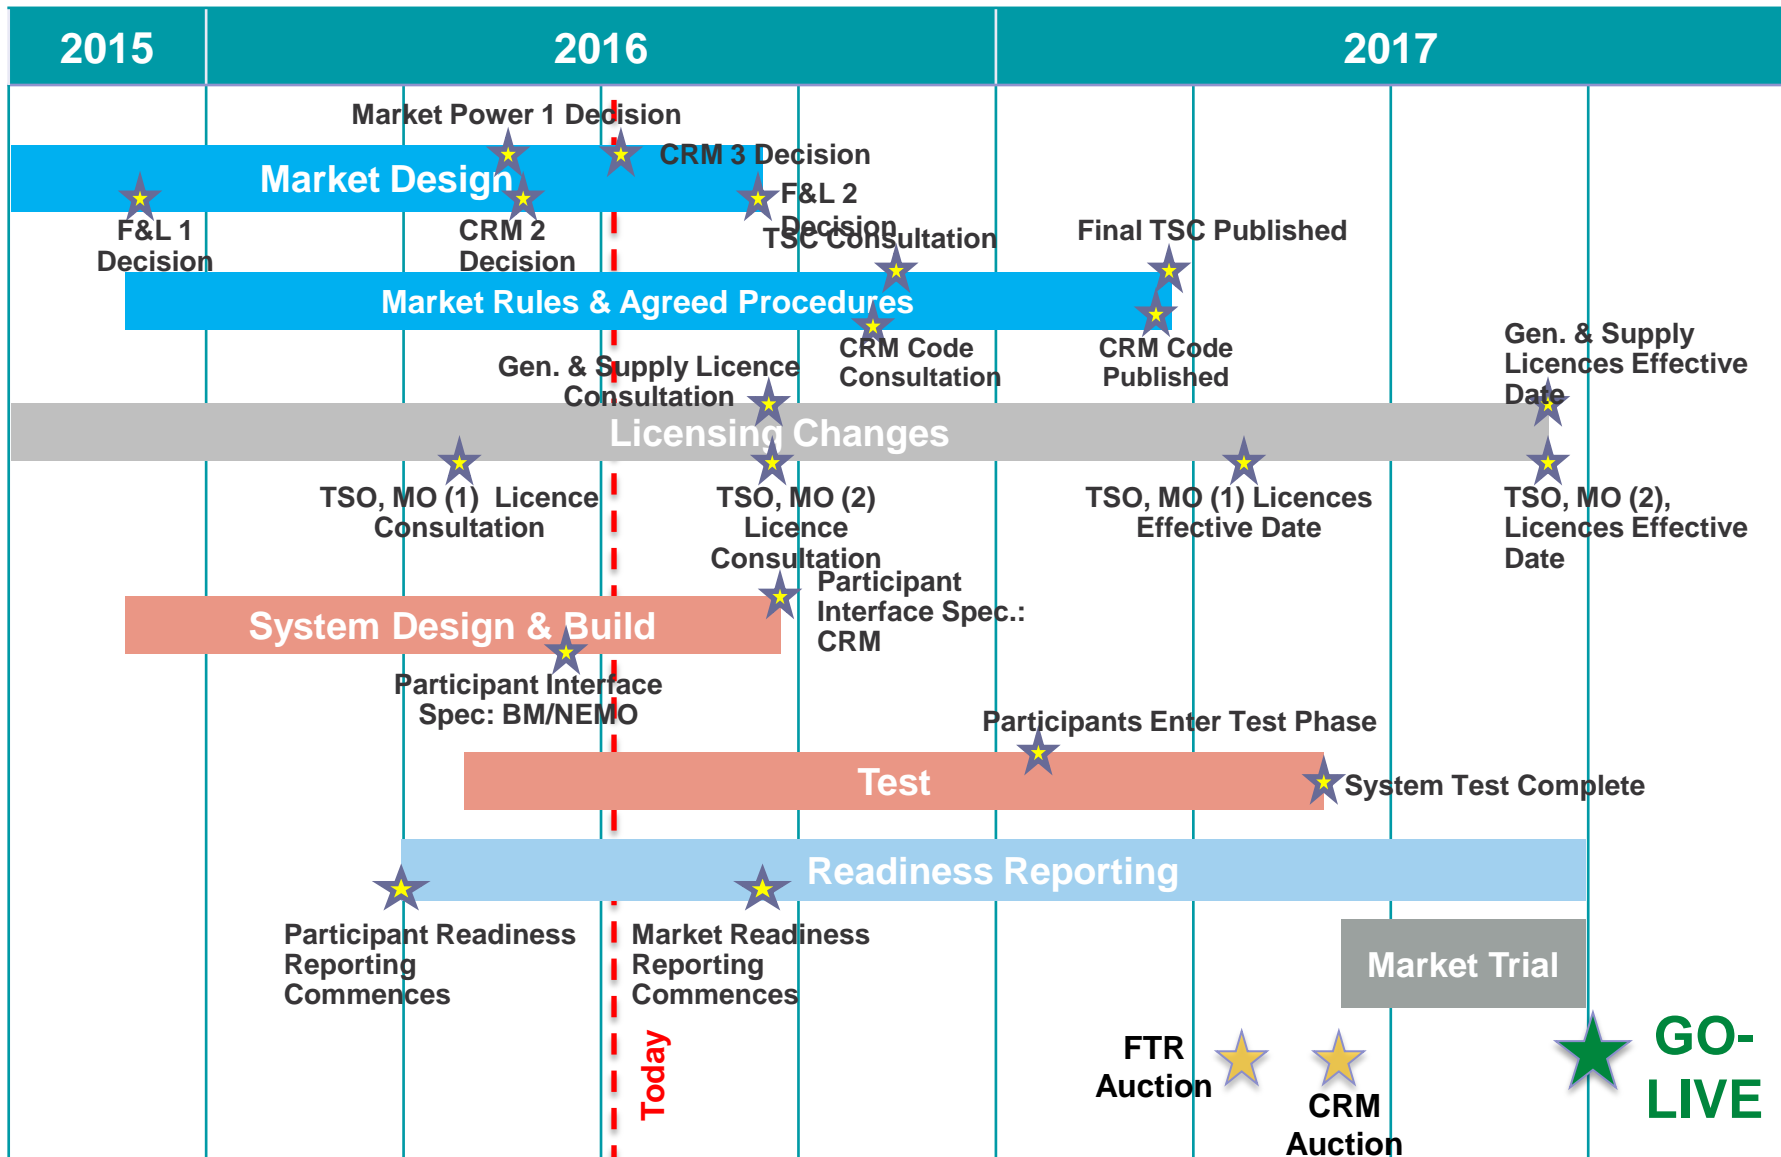 2015
2016
2017
Market Power 1 Decision
CRM 3 Decision
Market Design
F&L 2
Decision
F&L 1
Decision
CRM 2
Decision
TSC Consultation
Final TSC Published
Market Rules & Agreed Procedures
CRM Code
Consultation
CRM Code
Published
Gen. & Supply
Licences Effective
Date
Gen. & Supply Licence
Consultation
Licensing Changes
TSO, MO (1)  Licence
Consultation
TSO, MO (2)
Licence
Consultation
TSO, MO (1) Licences
Effective Date
TSO, MO (2),
Licences Effective
Date
Participant
Interface Spec.:
CRM
System Design & Build
Participant Interface
Spec: BM/NEMO
Participants Enter Test Phase
Test
System Test Complete
Readiness Reporting
Participant Readiness
Reporting
Commences
Market Readiness
Reporting
Commences
Market Trial
Today
FTR
Auction
CRM
Auction
GO-
LIVE